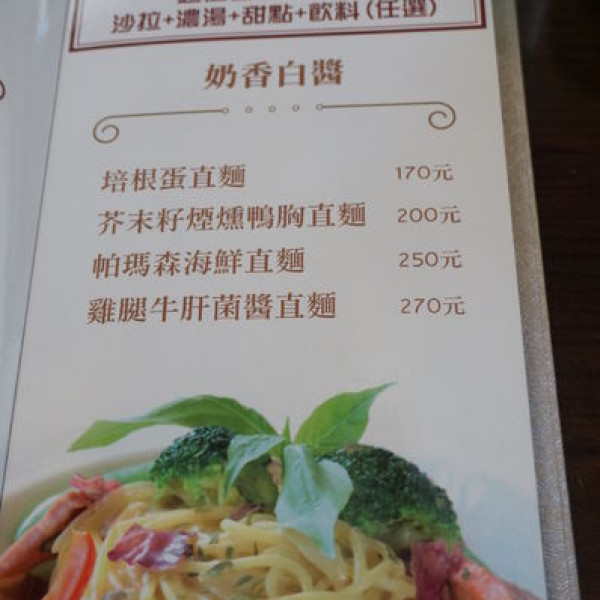 沙拉+濃湯+甜點+飲料(任選)
奶香白醬
培根蛋直麵 170元
芥末籽煙燻鴨胸直麵 200元
帕瑪森海鮮直麵 250元
雞腿牛肝菌醬直麵 270元